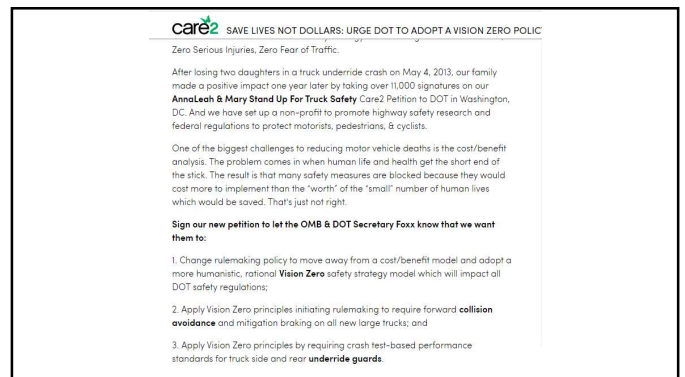 care2 SAVE LIVES NOT DOLLARS: URGE DOT TO ADOPT A VISION ZERO POLICY
Zero Serious Injuries, Zero Fear of Traffic.
After losing two daughters in a truck underride crash on May 4, 2013, our family
made a positive impact one year later by taking over 11,000 signatures on our
AnnaLeah & Mary Stand Up For Truck Safety Care2 Petition to DOT in Washington,
DC. And we have set up a non-profit to promote highway safety research and
federal regulations to protect motorists, pedestrians, & cyclists.
One of the biggest challenges to reducing motor vehicle deaths is the cost/benefit
analysis. The problem comes in when human life and health get the short end of
the stick. The result is that many safety measures are blocked because they would
cost more to implement than the "worth" of the "small" number of human lives
which would be saved. That's just not right.
Sign our new petition to let the OMB & DOT Secretary Foxx know that we want
them to:
1. Change rulemaking policy to move away from a cost/benefit model and adopt a
more humanistic, rational Vision Zero safety strategy model which will impact all
DOT safety regulations;
2. Apply Vision Zero principles initiating rulemaking to require forward collision
avoidance and mitigation braking on all new large trucks; and
3. Apply Vision Zero principles by requiring crash test-based performance
standards for truck side and rear underride guards.